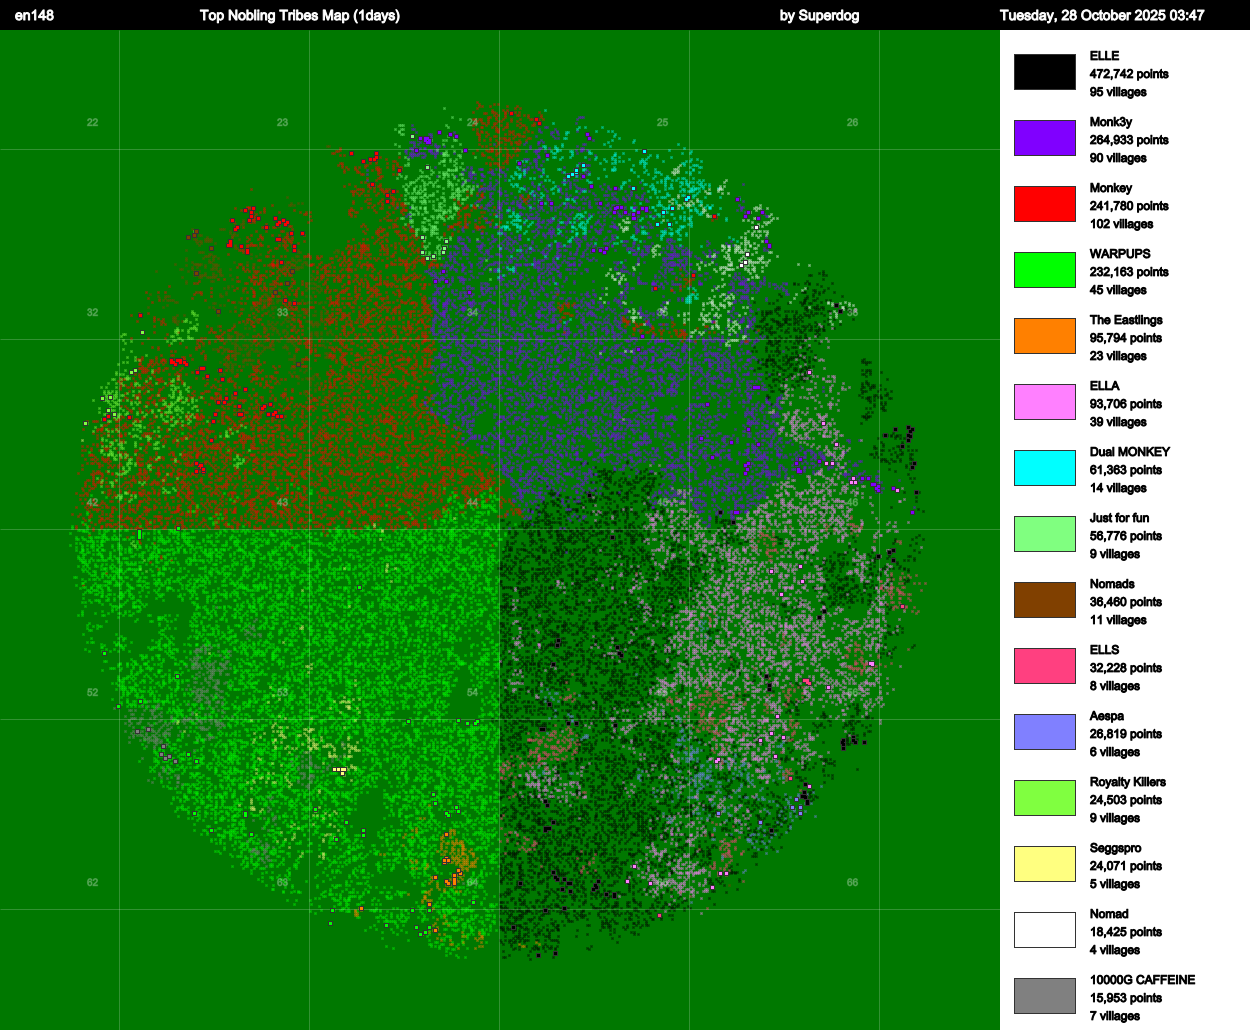 en148 Top Nobling Tribes Map (1days) by Superdog Tuesday, 28 October 2025 03:47
ELLE
472,742 points
95 villages
Monk3y
264,933 points
90 villages
Monkey
241,780 points
102 villages
WARPUPS
232,163 points
45 villages
The Eastlings
95,794 points
23 villages
ELLA
93,706 points
39 villages
Dual MONKEY
61,363 points
14 villages
Just for fun
56,776 points
9 villages
Nomads
36,460 points
11 villages
ELLS
32,228 points
8 villages
Aespa
26,819 points
6 villages
Royalty Killers
24,503 points
9 villages
Seggspro
24,071 points
5 villages
Nomad
18,425 points
4 villages
10000G CAFFEINE
15,953 points
7 villages
22 23 24 25 26
32 33 34 35 36
42 43 44
52 53 54
62 63 64 66